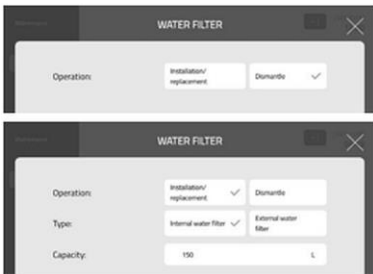 WATER FILTER
Operation:
Installation/
replacement
Dismantle
WATER FILTER
Operation:
Installation/
replacement
Dismantle
Type:
Internal water filter
External water
filter
Capacity:
150
L